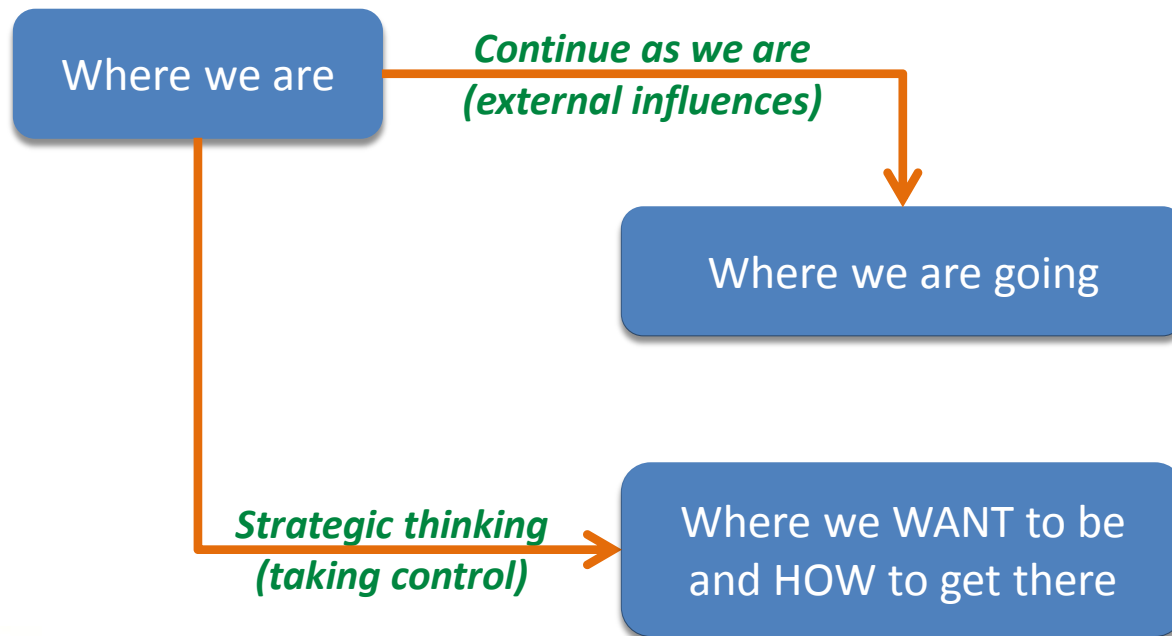 Where we are
Continue as we are
(external influences)
Where we are going
Strategic thinking
(taking control)
Where we WANT to be
and HOW to get there